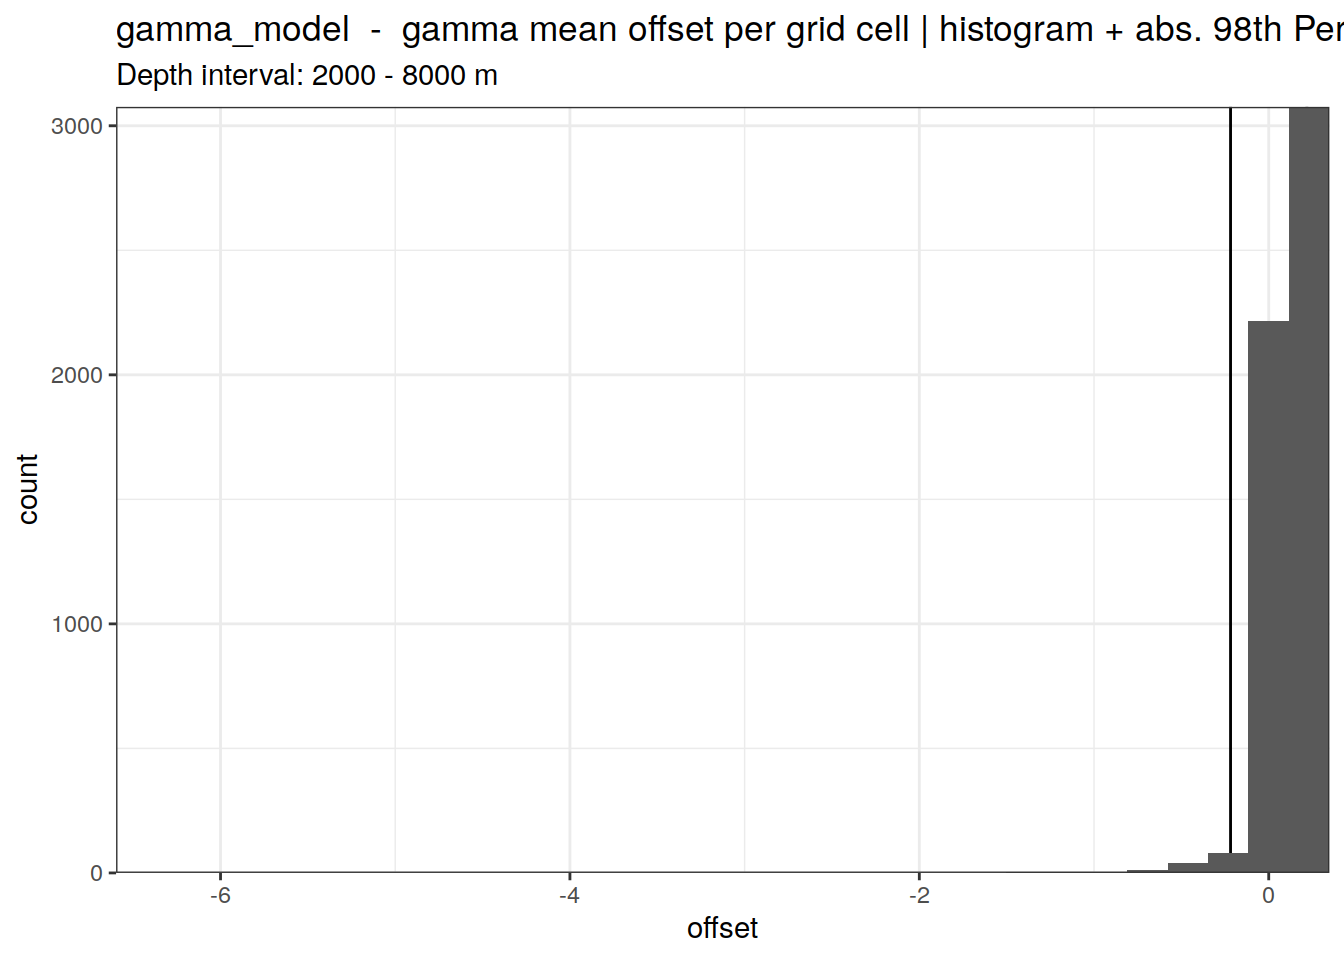 gamma_model - gamma mean offset per grid cell | histogram + abs. 98th Per
Depth interval: 2000 - 8000 m
3000
2000
1000
0
count
-6
-4
-2
0
offset